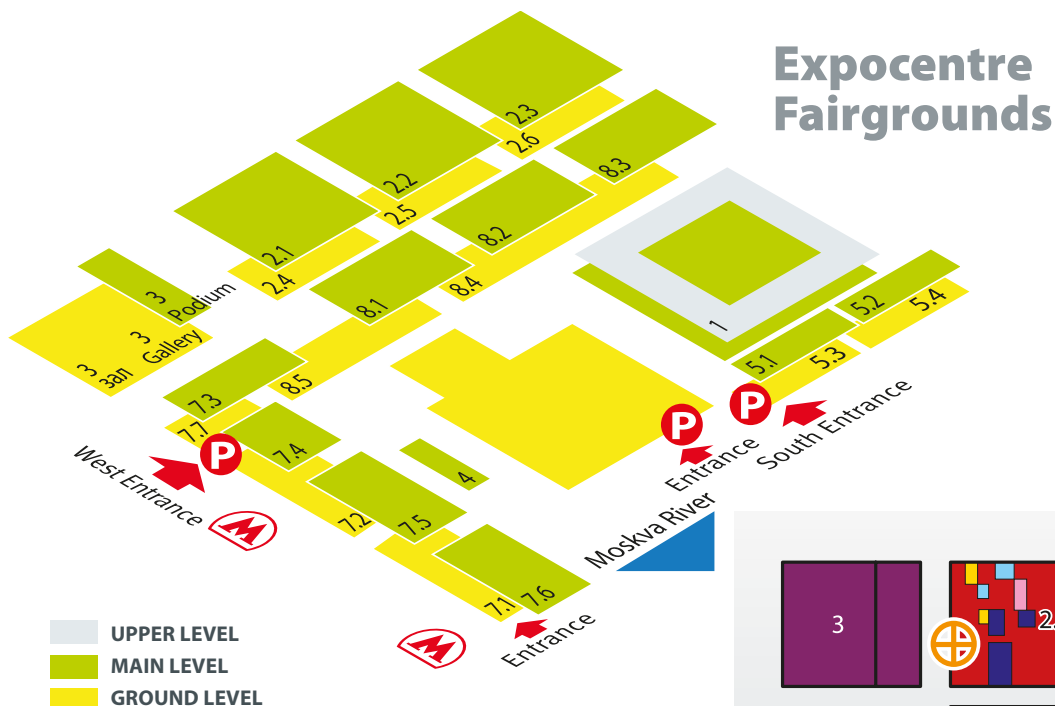 Expocentre
Fairgrounds
2.3
2.6
8.3
2.2
2.5
8.2
2.1
2.4
8.4
8.1
8.5
3
Podium
3
Gallery
3
зал
1
5.2
5.4
5.1
5.3
7.3
7.7
P
7.4
4
7.2
7.5
7.1
7.6
P
P
West Entrance
M
M
Entrance
South Entrance
Entrance
Moskva River
UPPER LEVEL
MAIN LEVEL
GROUND LEVEL
3
2.